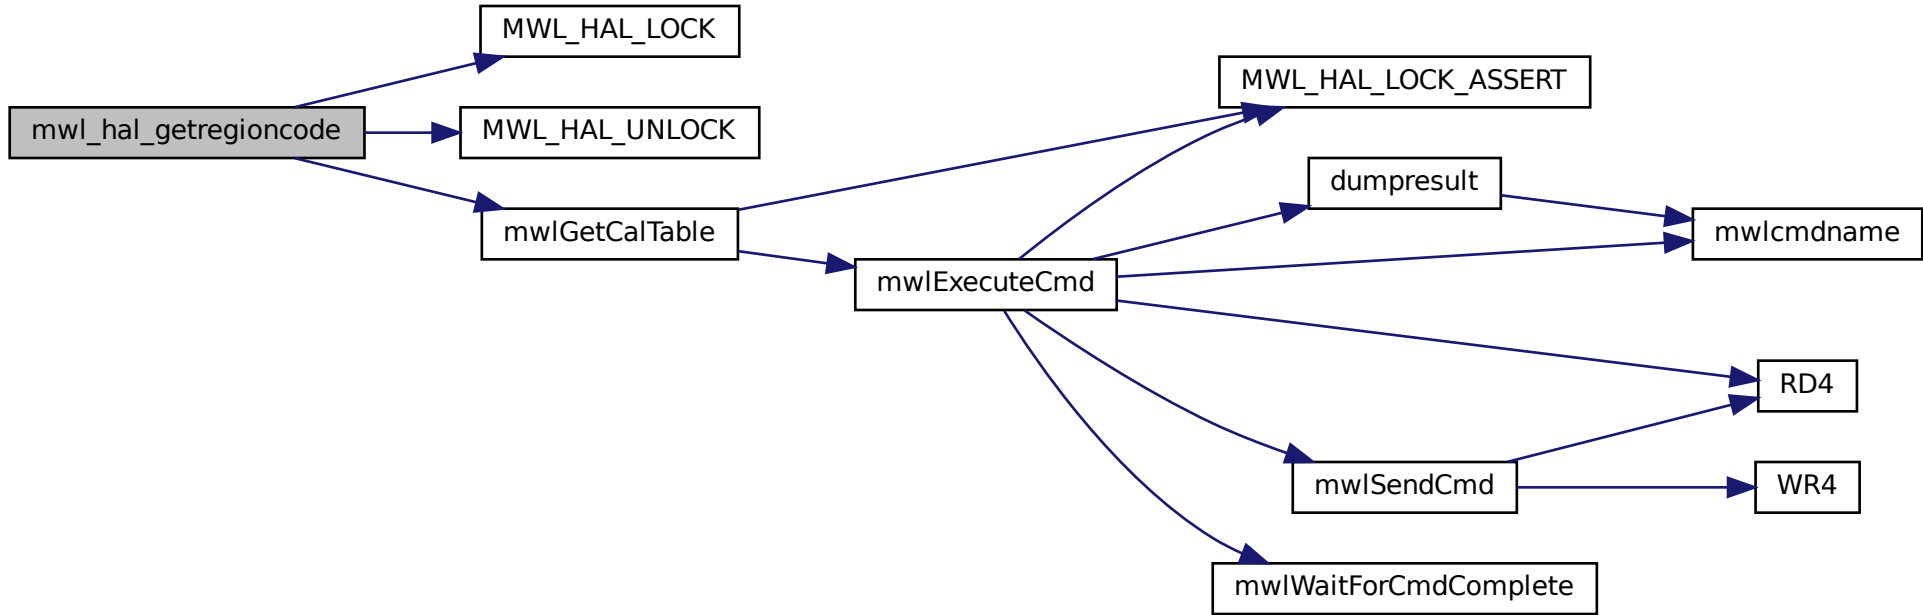 mwl_hal_getregioncode
MWL_HAL_LOCK
MWL_HAL_UNLOCK
mwlGetCalTable
MWL_HAL_LOCK_ASSERT
mwlExecuteCmd
dumpresult
mwlcmdname
RD4
mwlSendCmd
WR4
mwlWaitForCmdComplete